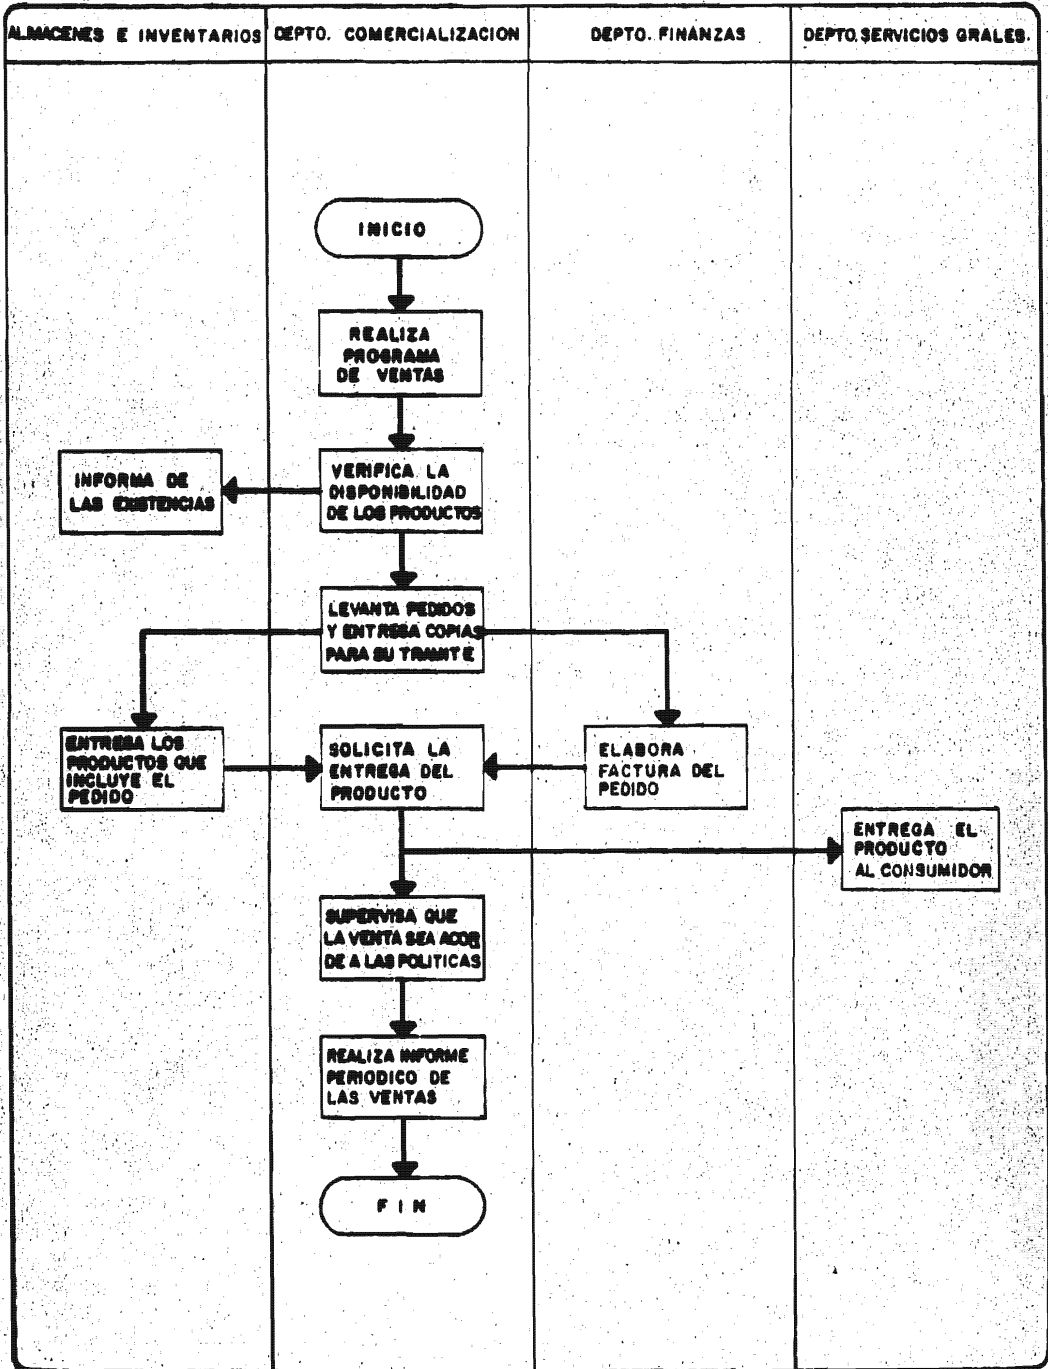 ALMACENES E INVENTARIOS
DEPTO. COMERCIALIZACION
DEPTO. FINANZAS
DEPTO. SERVICIOS GRALES.
INICIO
REALIZA
PROGRAMA
DE VENTAS
INFORMA DE
LAS EXISTENCIAS
VERIFICA LA
DISPONIBILIDAD
DE LOS PRODUCTOS
LEVANTA PEDIDOS
Y ENTREGA COPIAS
PARA SU TRAMITE
ENTREGA LOS
PRODUCTOS QUE
INCLUYE EL
PEDIDO
SOLICITA LA
ENTREGA DEL
PRODUCTO
ELABORA
FACTURA DEL
PEDIDO
ENTREGA EL
PRODUCTO
AL CONSUMIDOR
SUPERVISA QUE
LA VENTA SEA ACOR
DE A LAS POLITICAS
REALIZA INFORME
PERIODICO DE
LAS VENTAS
FIN